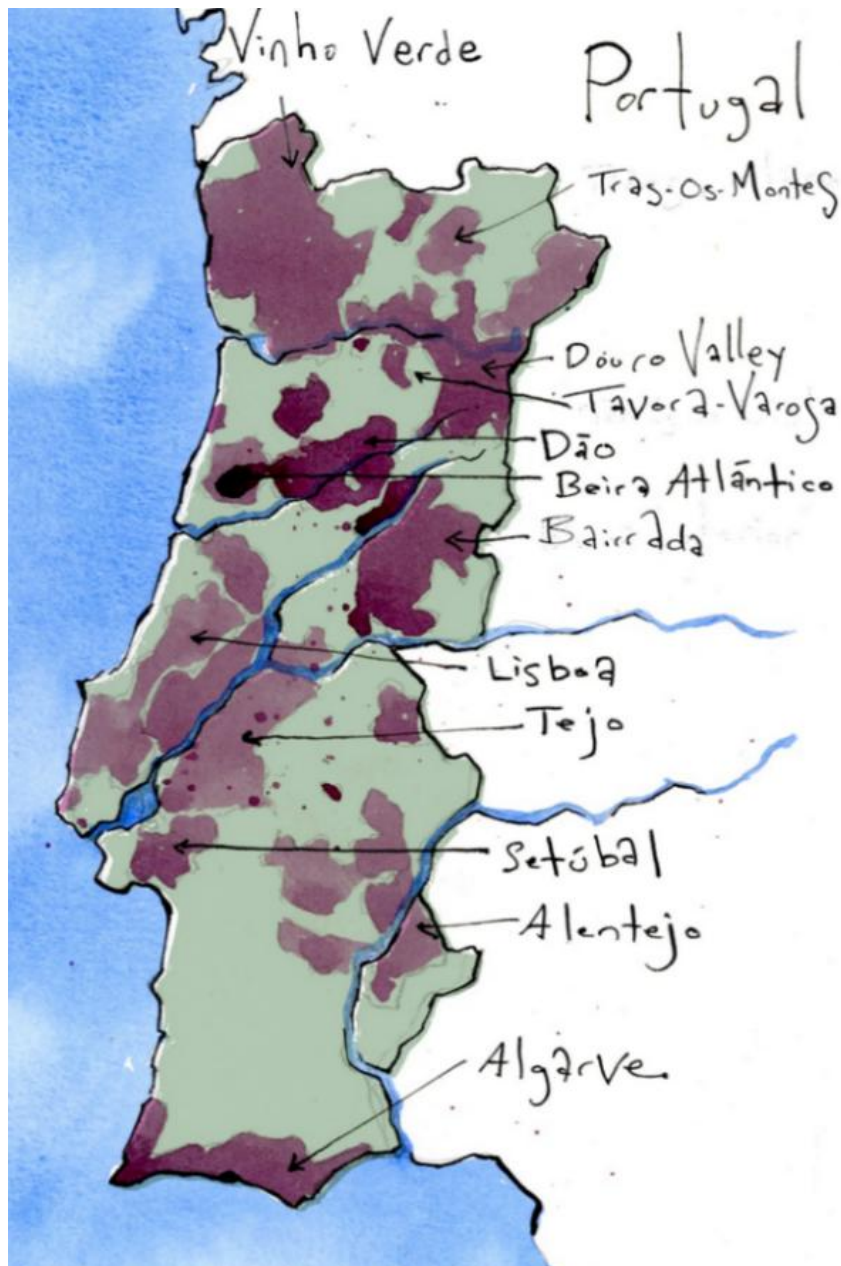 Vinho Verde
Portugal
Tras-Os-Montes
Douro Valley
Tavora-Varosa
Dão
Beira Atlântico
Bairrada
Lisboa
Tejo
Setúbal
Alentejo
Algarve